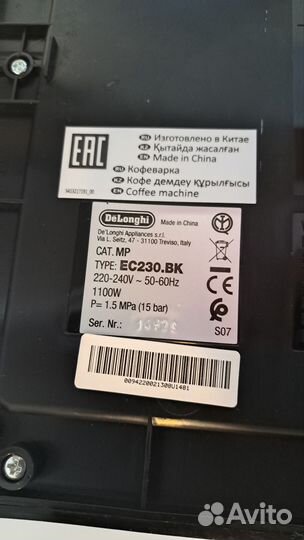 EAC
RU Изготовлено в Китае
KZ Қытайда жасалған
EN Made in China
RU Кофеварка
KZ Кофе демдеу құрылғысы
EN Coffee machine
5413217191_00
DeLonghi Made in China
De'Longhi Appliances s.r.l.
Via L. Seitz, 47 - 31100 Treviso, Italy
CAT. MP
TYPE: EC230.BK
220-240V ~ 50-60Hz
1100W
P= 1.5 MPa (15 bar)
Ser. Nr.:
S07
0094220021300U1481
Avito